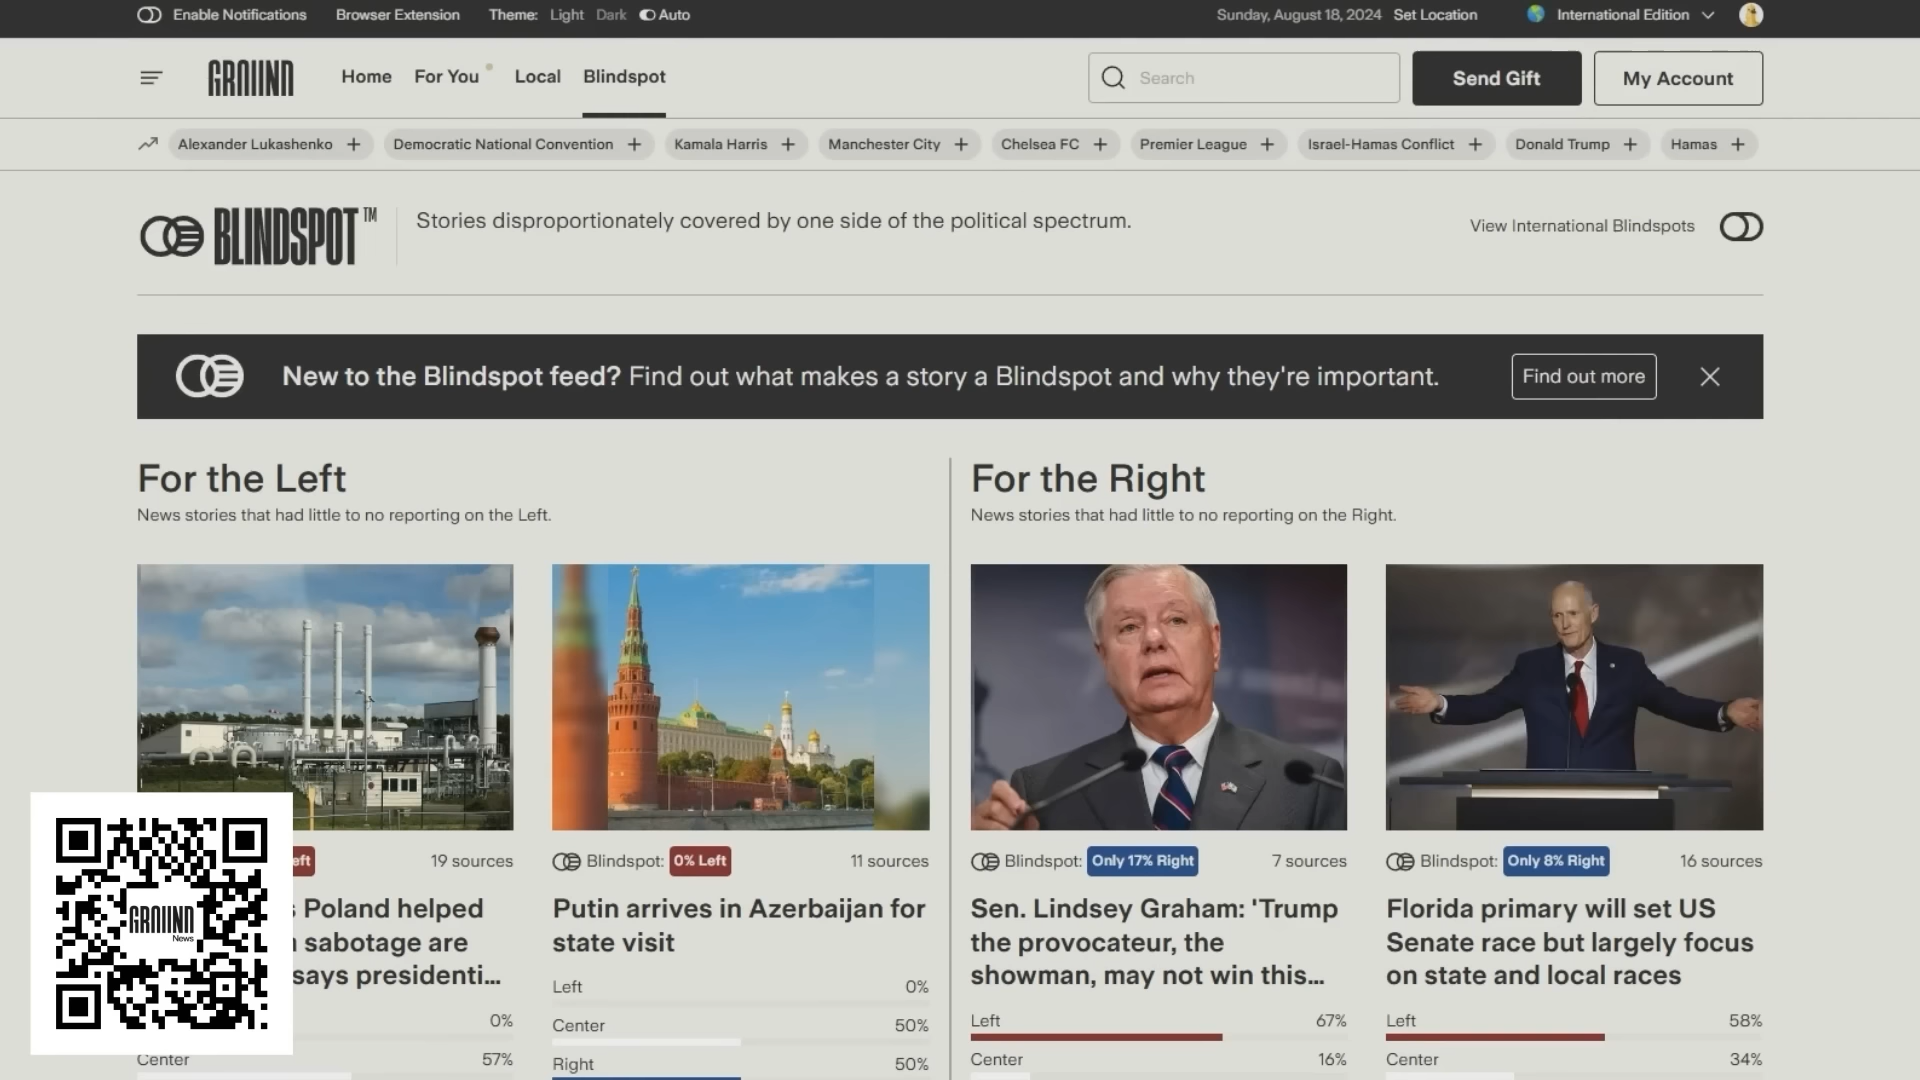 Enable Notifications Browser Extension Theme: Light Dark Auto
Sunday, August 18, 2024 Set Location International Edition
GROUND Home For You Local Blindspot
Search Send Gift My Account
Alexander Lukashenko + Democratic National Convention + Kamala Harris + Manchester City + Chelsea FC + Premier League + Israel-Hamas Conflict + Donald Trump + Hamas +
BLINDSPOT™ Stories disproportionately covered by one side of the political spectrum.
View International Blindspots
New to the Blindspot feed? Find out what makes a story a Blindspot and why they're important.
Find out more
For the Left
News stories that had little to no reporting on the Left.
eft 19 sources
s Poland helped
sabotage are
says presidenti...
0%
Center 57%
GROUND
News
Blindspot: 0% Left 11 sources
Putin arrives in Azerbaijan for
state visit
Left 0%
Center 50%
Right 50%
For the Right
News stories that had little to no reporting on the Right.
Blindspot: Only 17% Right 7 sources
Sen. Lindsey Graham: 'Trump
the provocateur, the
showman, may not win this...
Left 67%
Center 16%
Blindspot: Only 8% Right 16 sources
Florida primary will set US
Senate race but largely focus
on state and local races
Left 58%
Center 34%